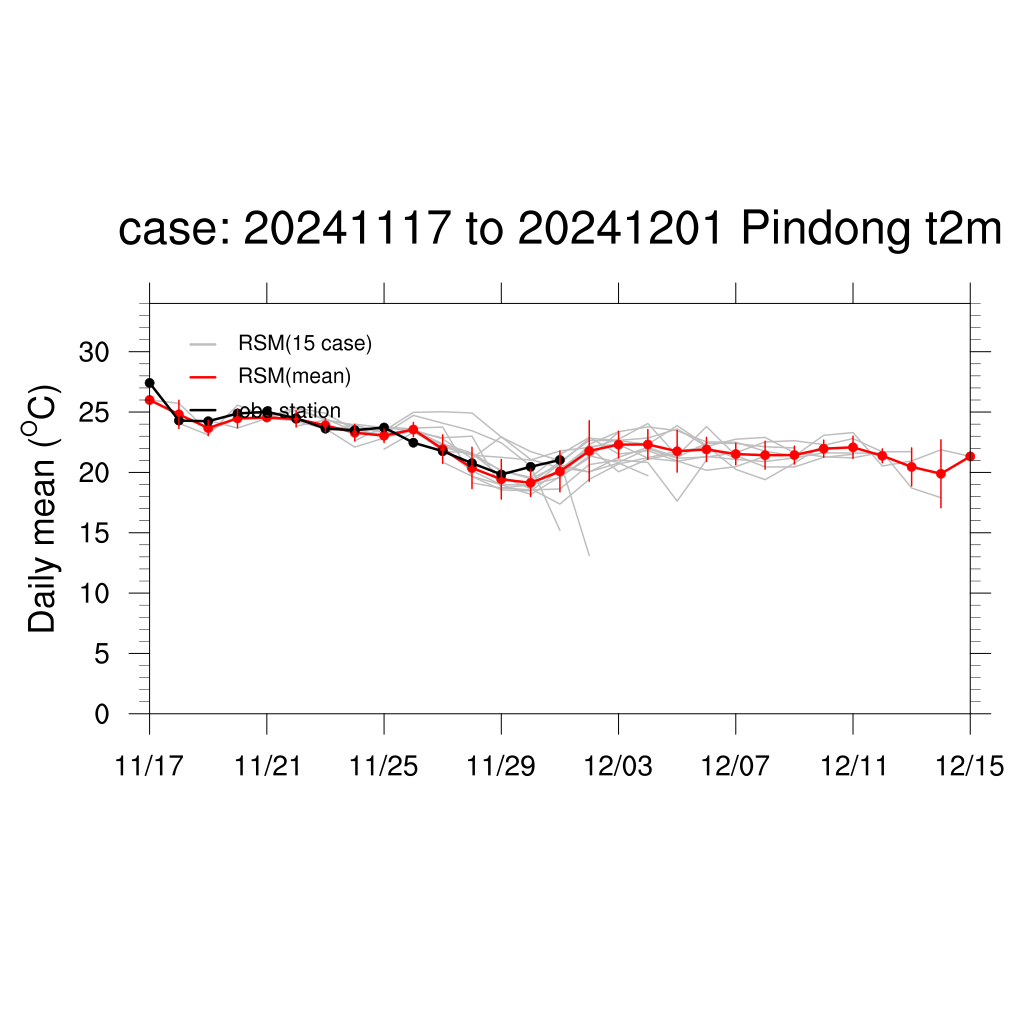 case: 20241117 to 20241201 Pindong t2m
RSM(15 case)
RSM(mean)
obs station
Daily mean (°C)
30
25
20
15
10
5
0
11/17 11/21 11/25 11/29 12/03 12/07 12/11 12/15